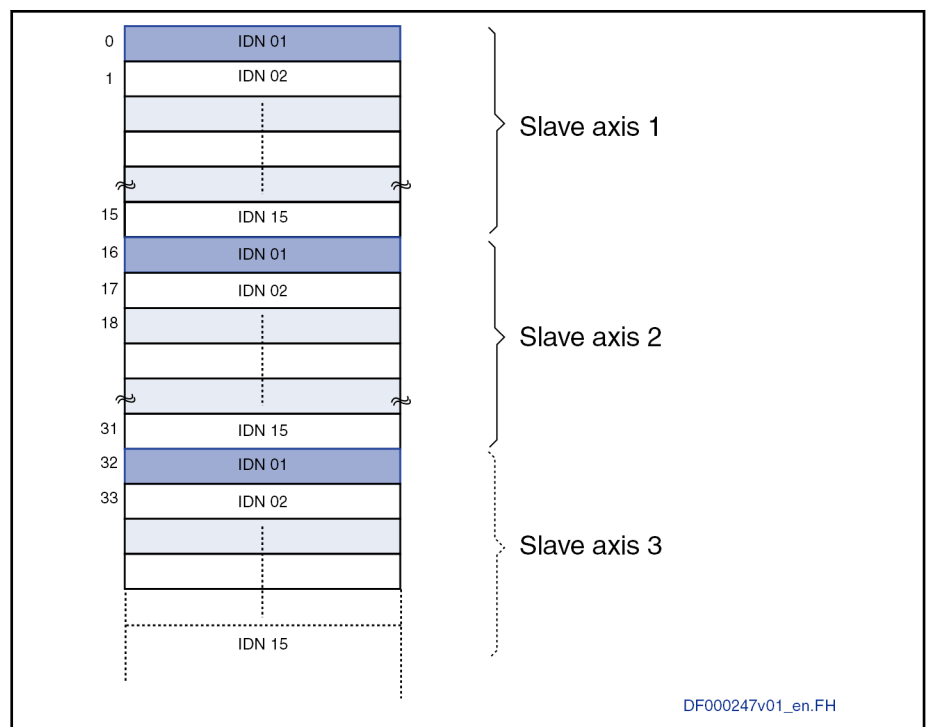 0 IDN 01
1 IDN 02
Slave axis 1
15 IDN 15
16 IDN 01
17 IDN 02
18
Slave axis 2
31 IDN 15
32 IDN 01
33 IDN 02
Slave axis 3
IDN 15
DF000247v01_en.FH